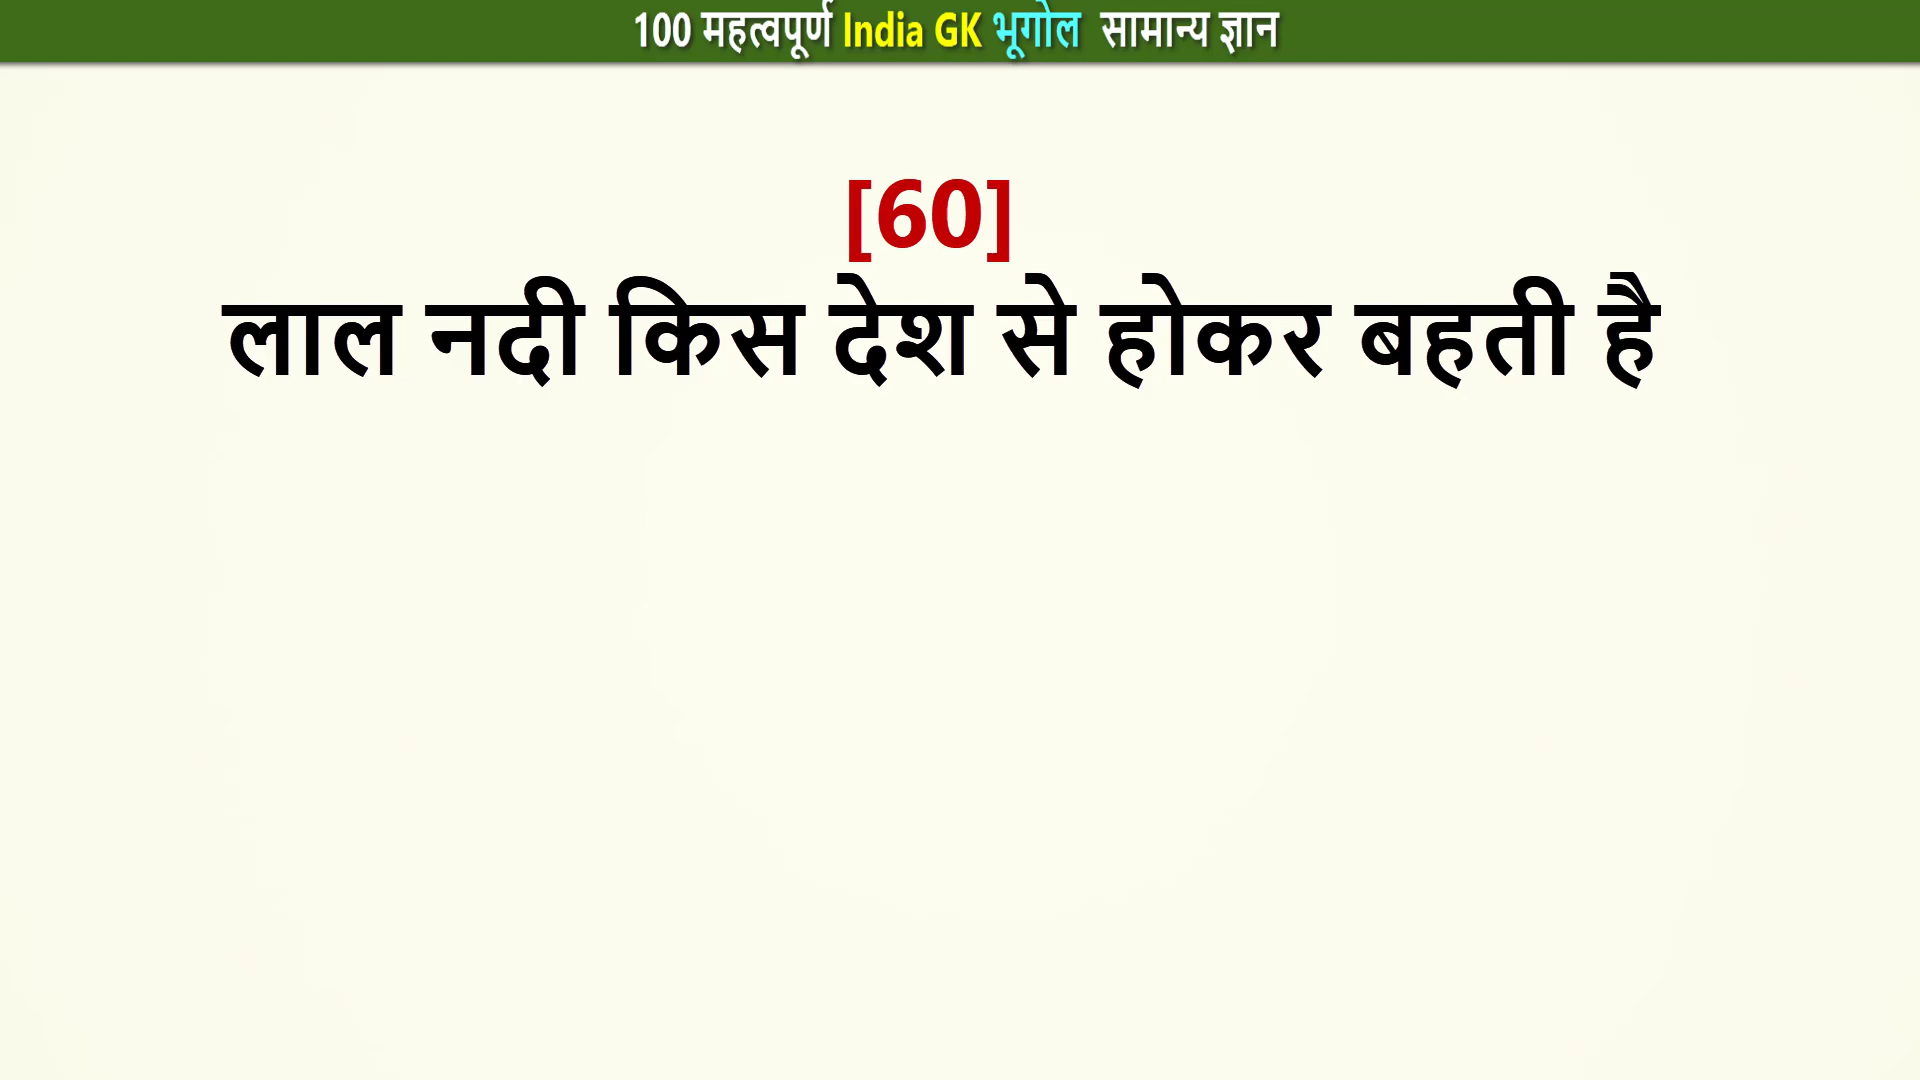 100 महत्वपूर्ण India GK भूगोल सामान्य ज्ञान
[60]
लाल नदी किस देश से होकर बहती है